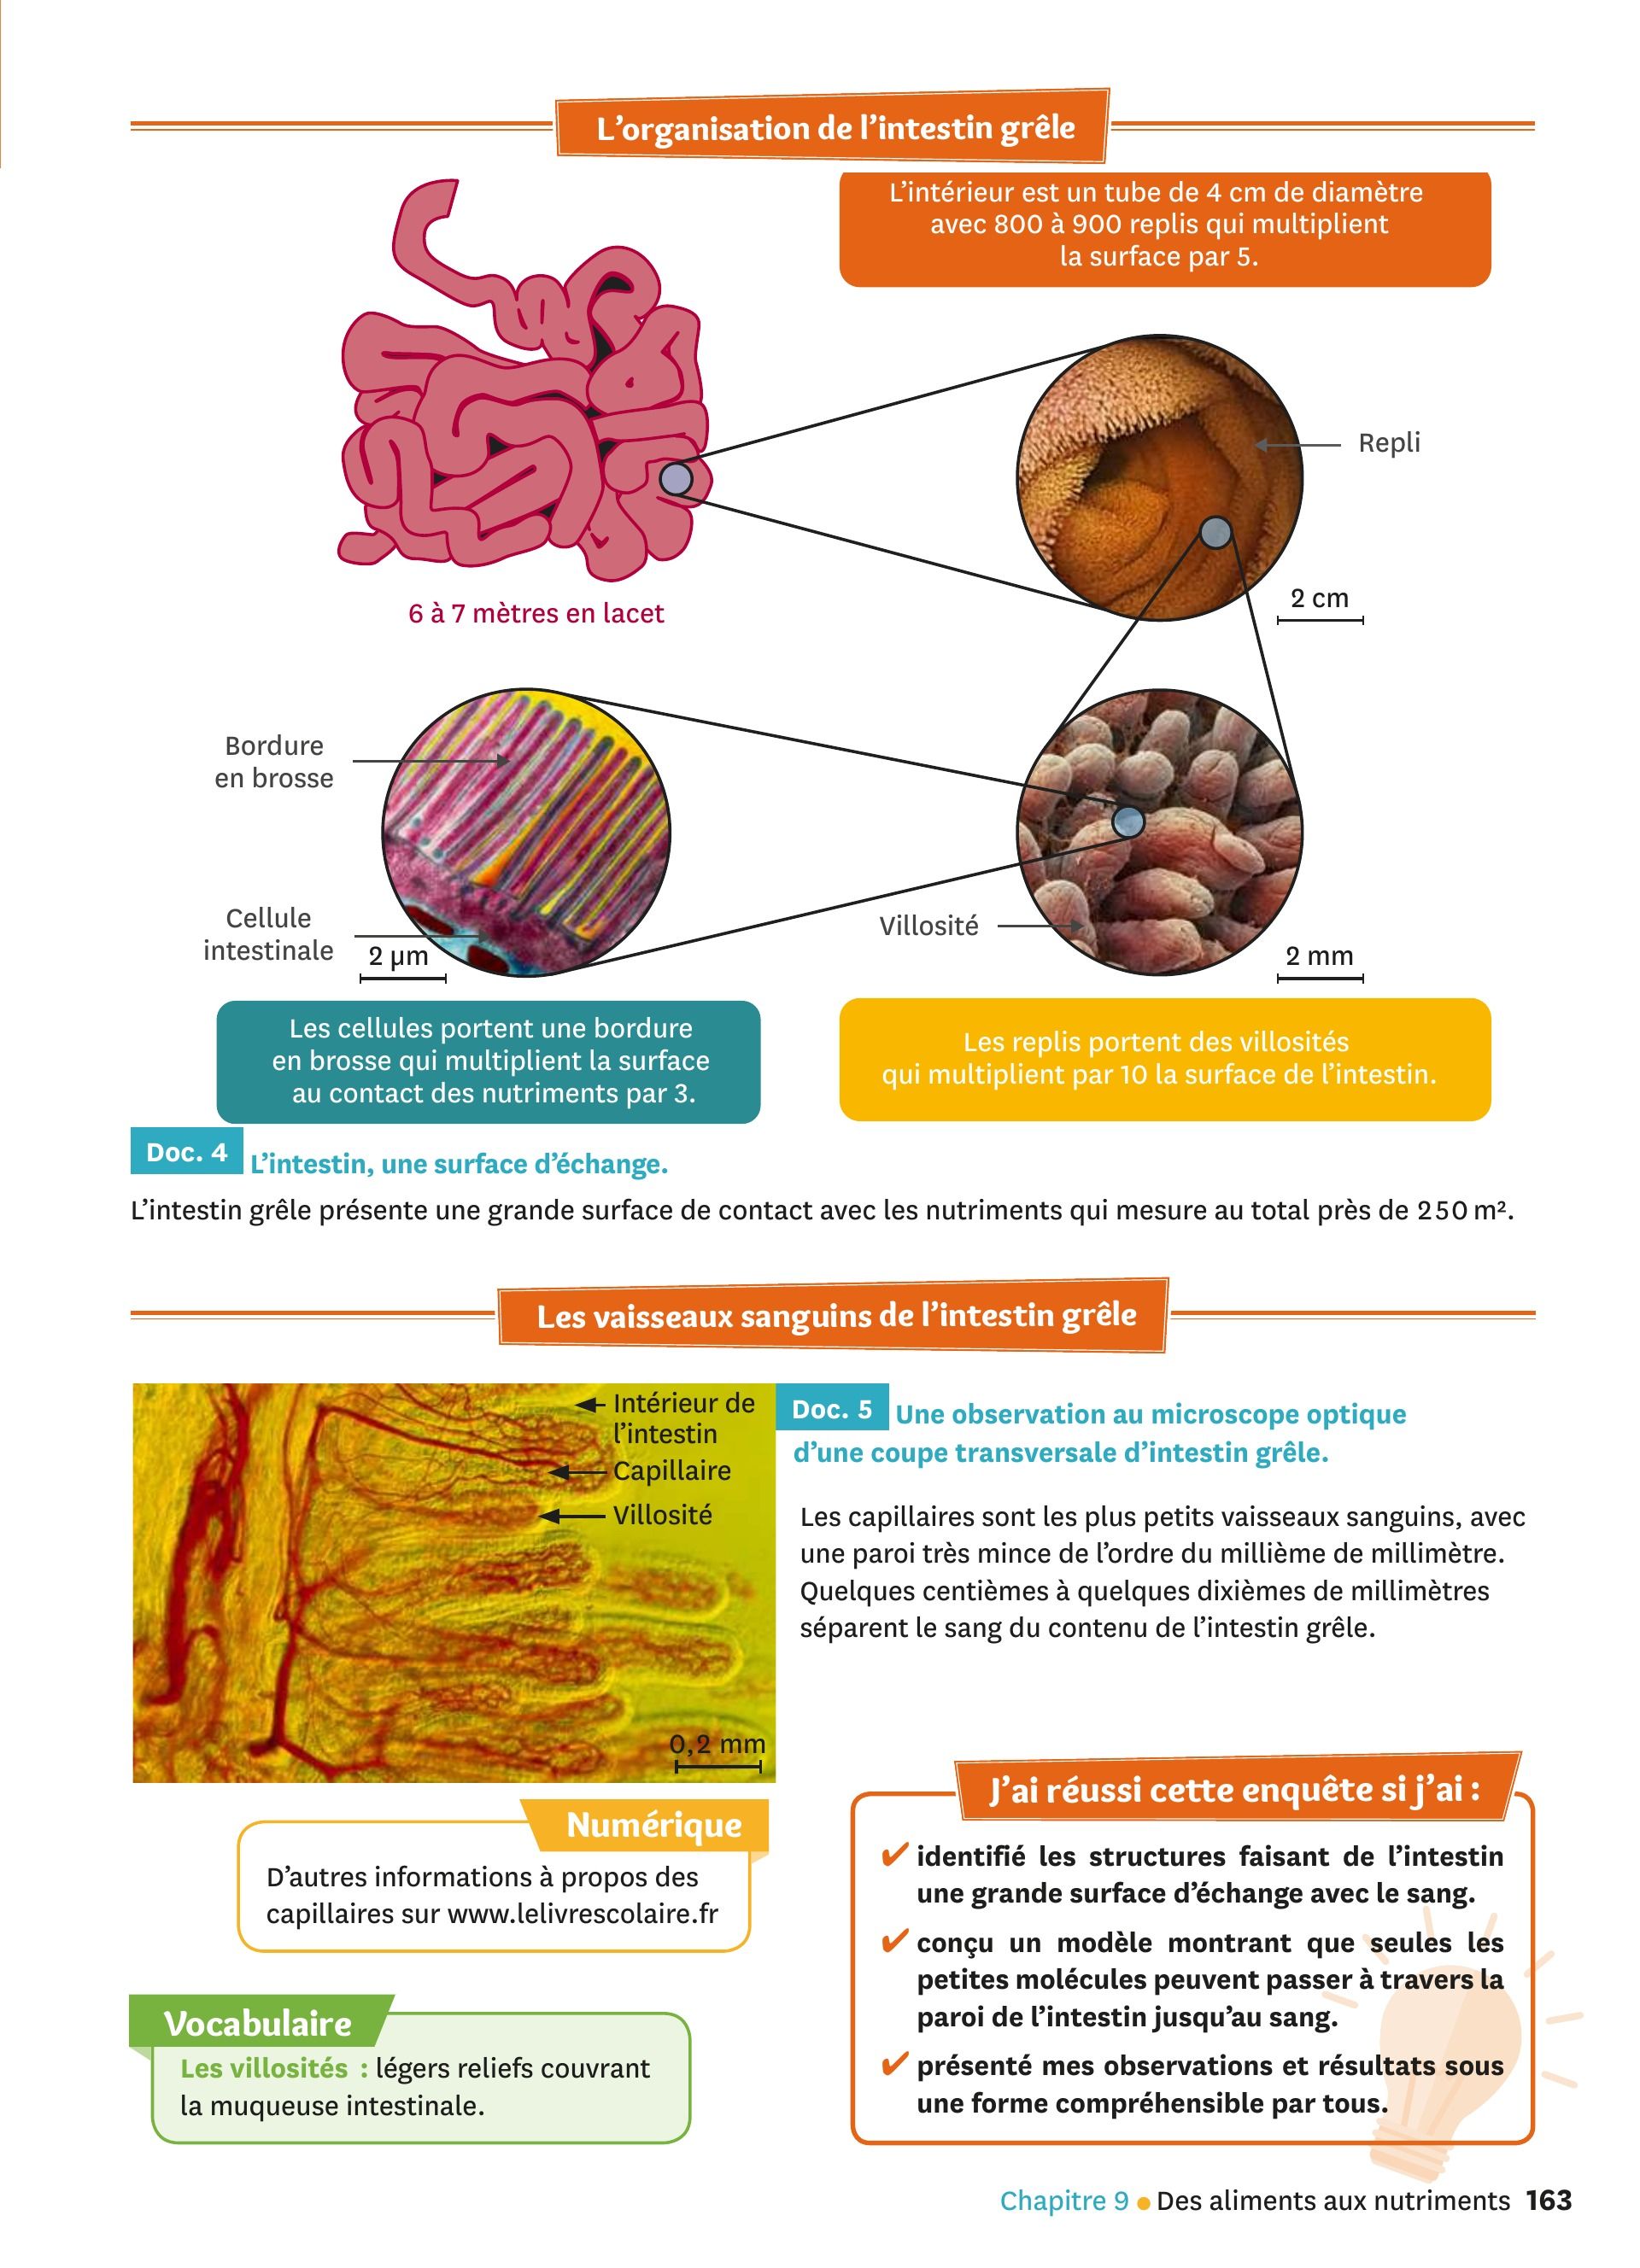 L'organisation de l'intestin grêle
L'intérieur est un tube de 4 cm de diamètre
avec 800 à 900 replis qui multiplient
la surface par 5.
Repli
2 cm
6 à 7 mètres en lacet
Bordure
en brosse
Cellule
intestinale
2 µm
Villosité
2 mm
Les cellules portent une bordure
en brosse qui multiplient la surface
au contact des nutriments par 3.
Les replis portent des villosités
qui multiplient par 10 la surface de l'intestin.
Doc. 4 L'intestin, une surface d'échange.
L'intestin grêle présente une grande surface de contact avec les nutriments qui mesure au total près de 250 m².
Les vaisseaux sanguins de l'intestin grêle
Intérieur de
l'intestin
Capillaire
Villosité
0,2 mm
Doc. 5 Une observation au microscope optique
d'une coupe transversale d'intestin grêle.
Les capillaires sont les plus petits vaisseaux sanguins, avec
une paroi très mince de l'ordre du millième de millimètre.
Quelques centièmes à quelques dixièmes de millimètres
séparent le sang du contenu de l'intestin grêle.
Numérique
D'autres informations à propos des
capillaires sur www.lelivrescolaire.fr
Vocabulaire
Les villosités : légers reliefs couvrant
la muqueuse intestinale.
J'ai réussi cette enquête si j'ai :
✔ identifié les structures faisant de l'intestin
une grande surface d'échange avec le sang.
✔ conçu un modèle montrant que seules les
petites molécules peuvent passer à travers la
paroi de l'intestin jusqu'au sang.
✔ présenté mes observations et résultats sous
une forme compréhensible par tous.
Chapitre 9 • Des aliments aux nutriments 163